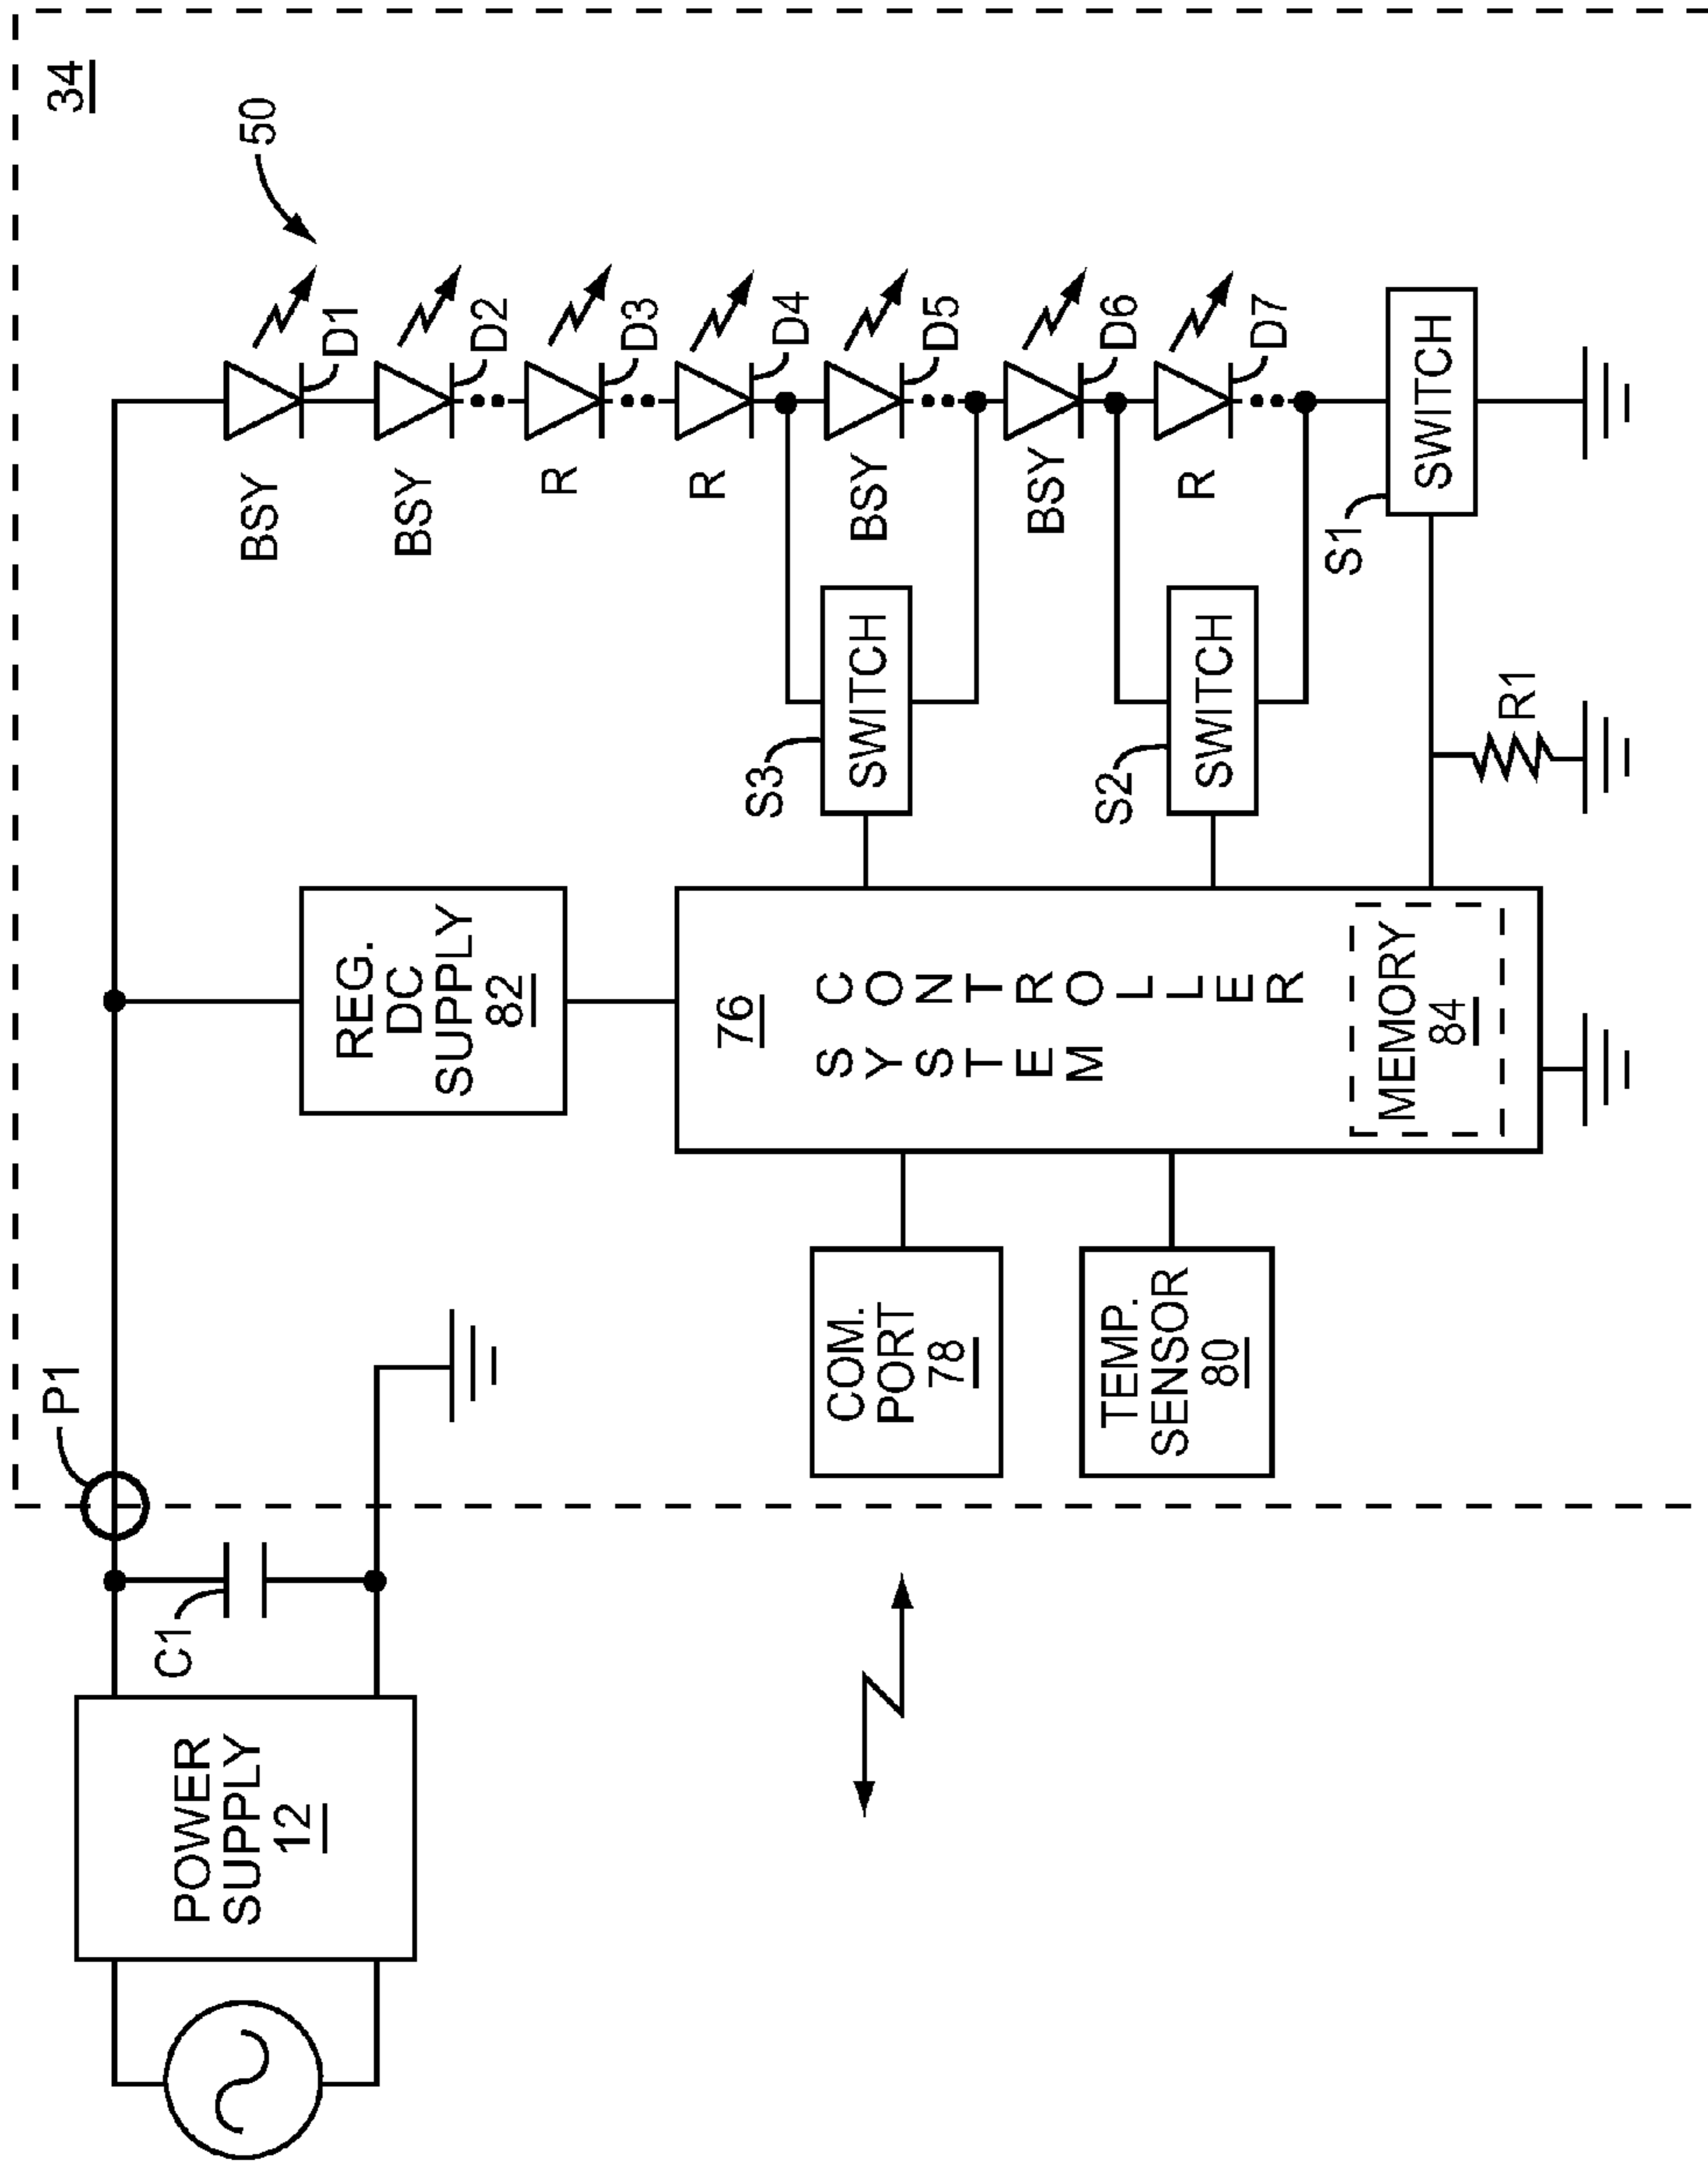 34
50
P1
C1
POWER
SUPPLY
12
REG.
DC
SUPPLY
82
BSY
D1
BSY
D2
R
D3
R
D4
BSY
D5
BSY
D6
R
D7
S3
SWITCH
S2
SWITCH
S1
SWITCH
R1
76
SYSTEM
CONTROLLER
MEMORY
84
COM.
PORT
78
TEMP.
SENSOR
80